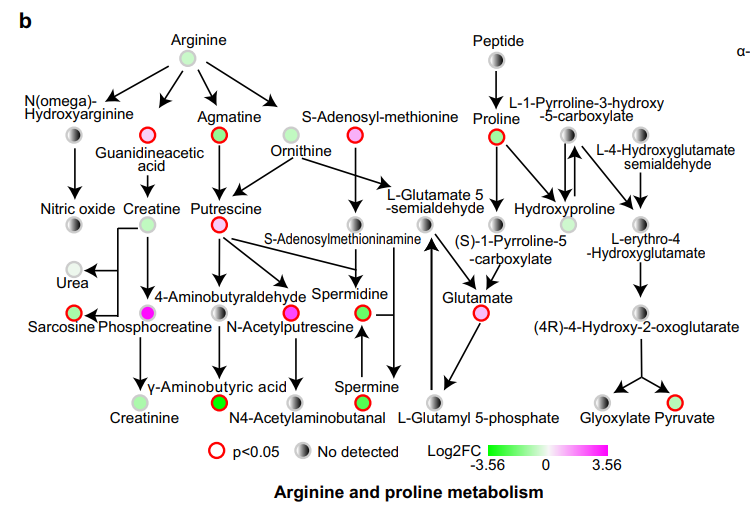 b
Arginine
Peptide
α-
N(omega)-
Hydroxyarginine
Agmatine
S-Adenosyl-methionine
Proline
L-1-Pyrroline-3-hydroxy
-5-carboxylate
Guanidineacetic
acid
Ornithine
L-4-Hydroxyglutamate
semialdehyde
Nitric oxide
Creatine
Putrescine
L-Glutamate 5
-semialdehyde
Hydroxyproline
S-Adenosylmethioninamine
(S)-1-Pyrroline-5
-carboxylate
L-erythro-4
-Hydroxyglutamate
Urea
4-Aminobutyraldehyde
Spermidine
Glutamate
Sarcosine
Phosphocreatine
N-Acetylputrescine
(4R)-4-Hydroxy-2-oxoglutarate
γ-Aminobutyric acid
Spermine
Creatinine
N4-Acetylaminobutanal
L-Glutamyl 5-phosphate
Glyoxylate
Pyruvate
p<0.05
No detected
Log2FC
-3.56
0
3.56
Arginine and proline metabolism